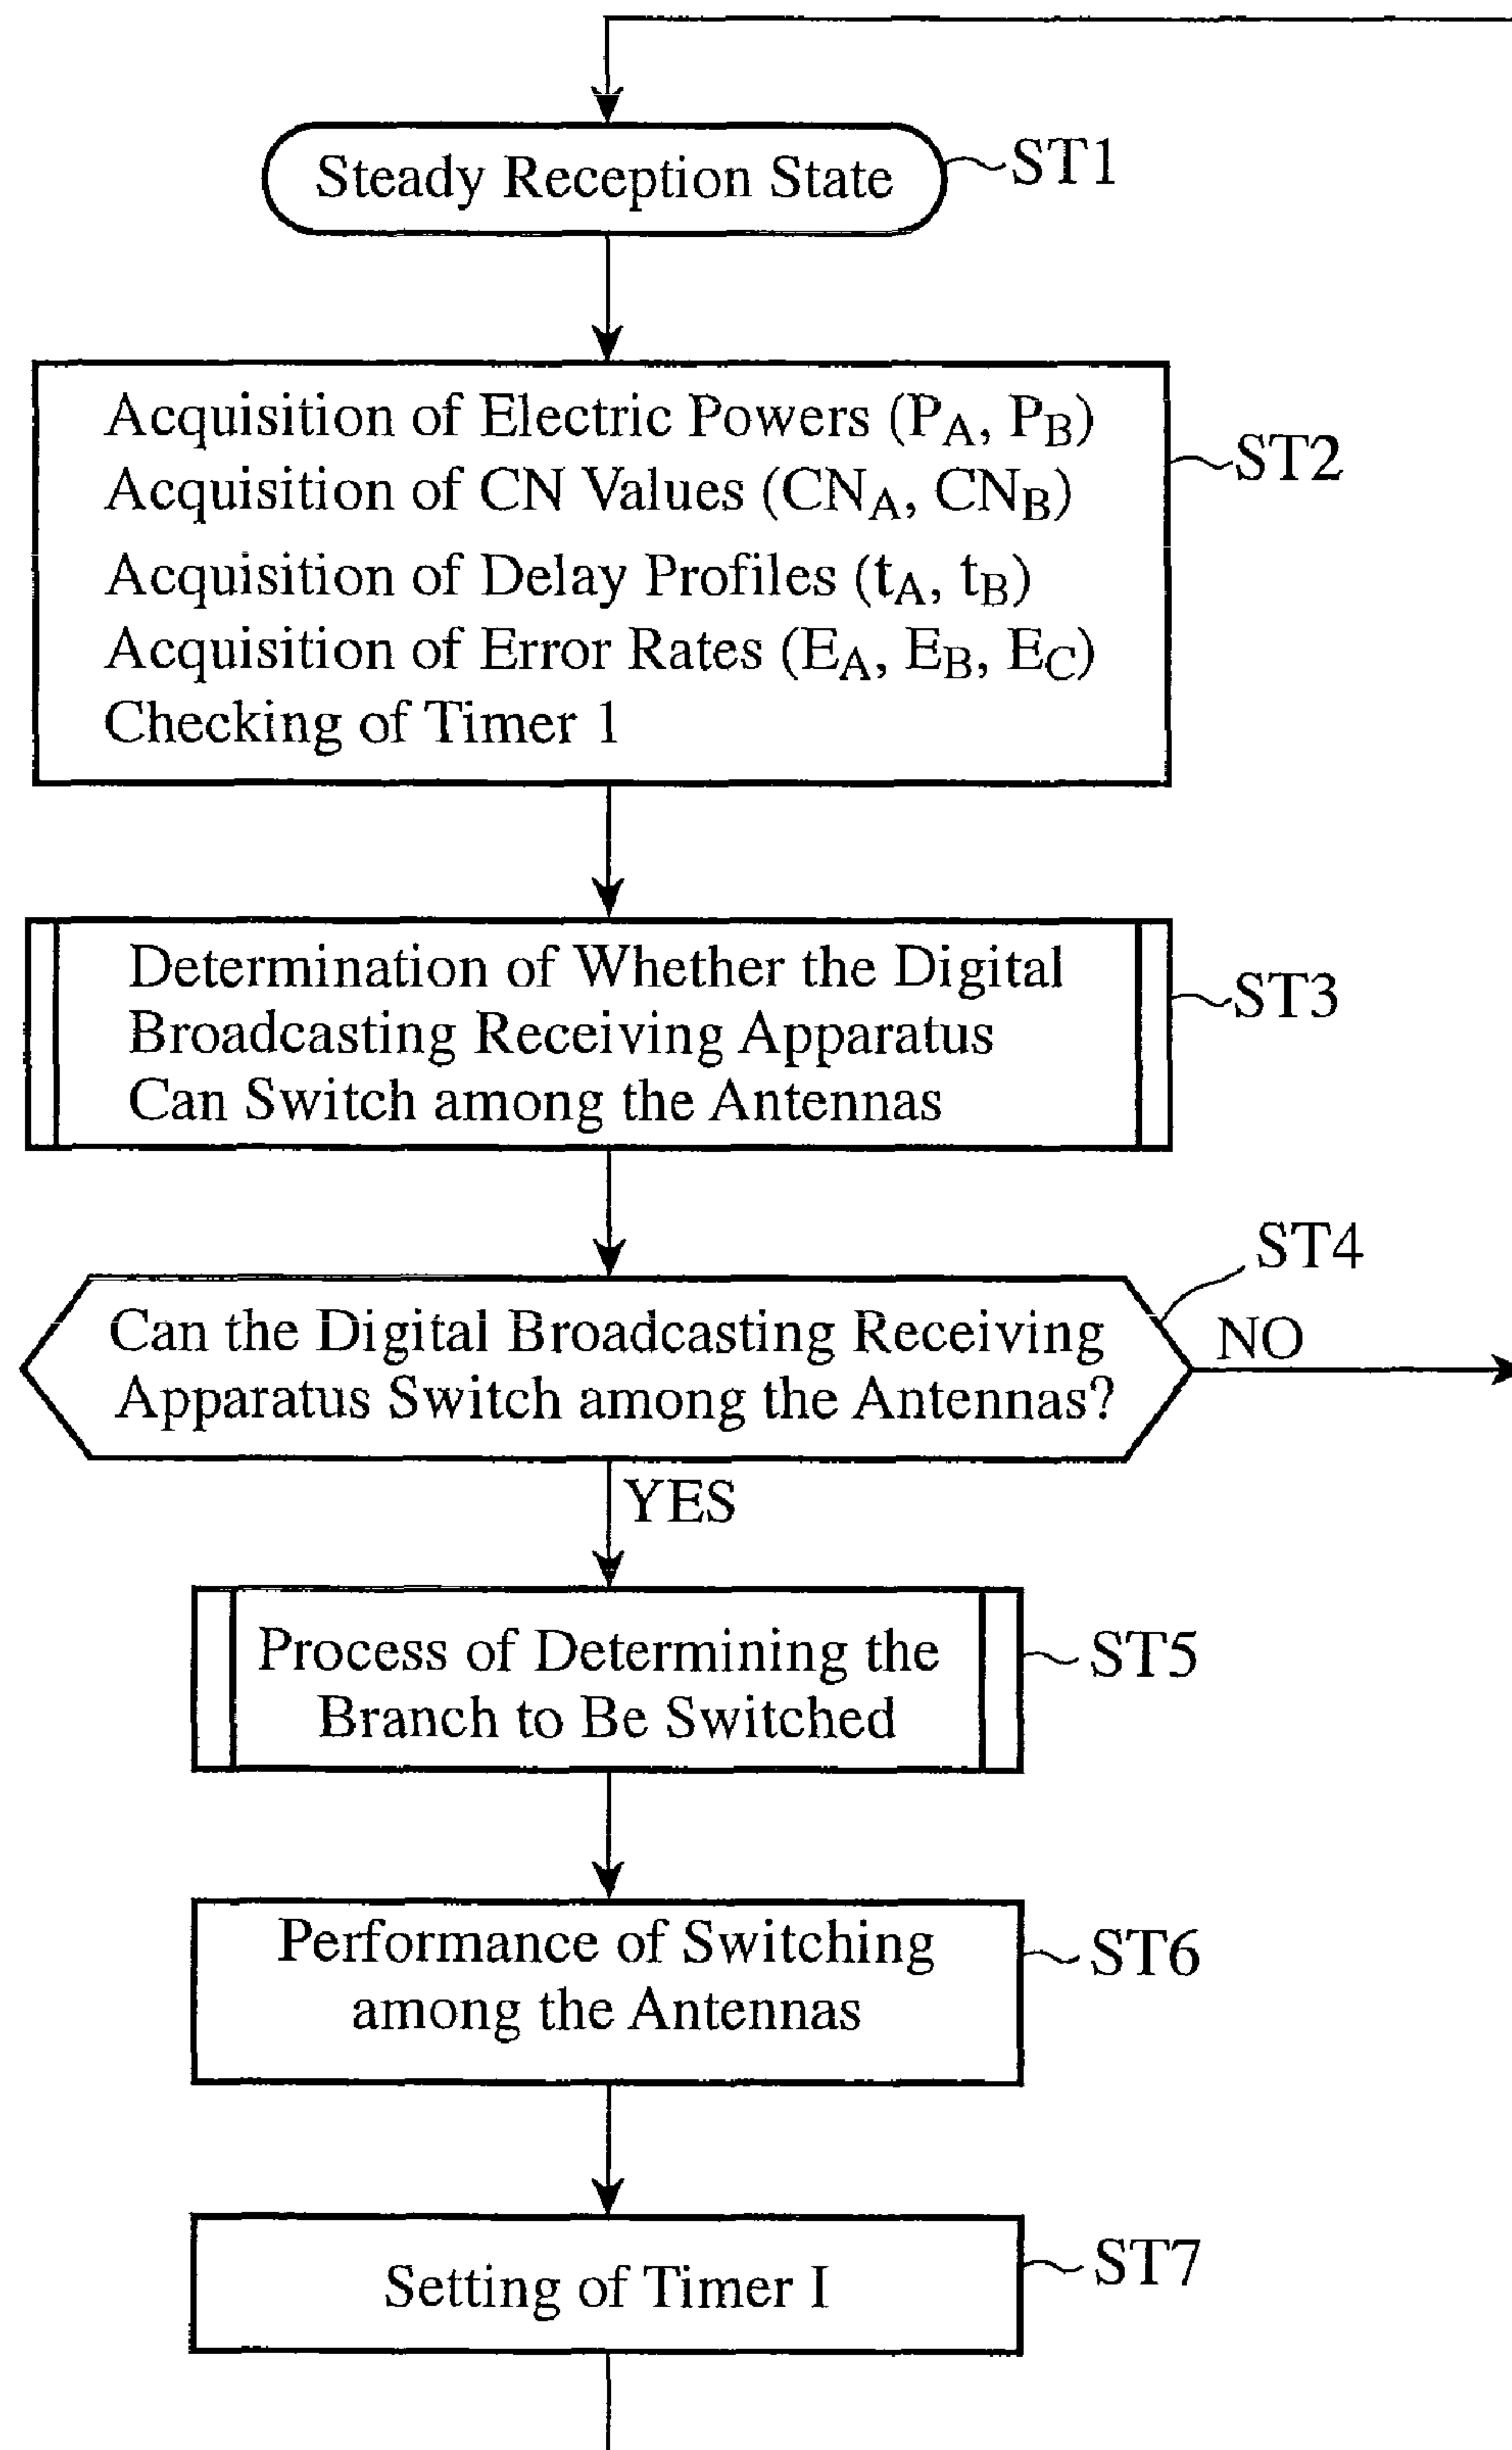 Steady Reception State
ST1
Acquisition of Electric Powers (PA, PB)
Acquisition of CN Values (CNA, CNB)
Acquisition of Delay Profiles (tA, tB)
Acquisition of Error Rates (EA, EB, EC)
Checking of Timer 1
ST2
Determination of Whether the Digital
Broadcasting Receiving Apparatus
Can Switch among the Antennas
ST3
ST4
Can the Digital Broadcasting Receiving
Apparatus Switch among the Antennas?
NO
YES
Process of Determining the
Branch to Be Switched
ST5
Performance of Switching
among the Antennas
ST6
Setting of Timer I
ST7